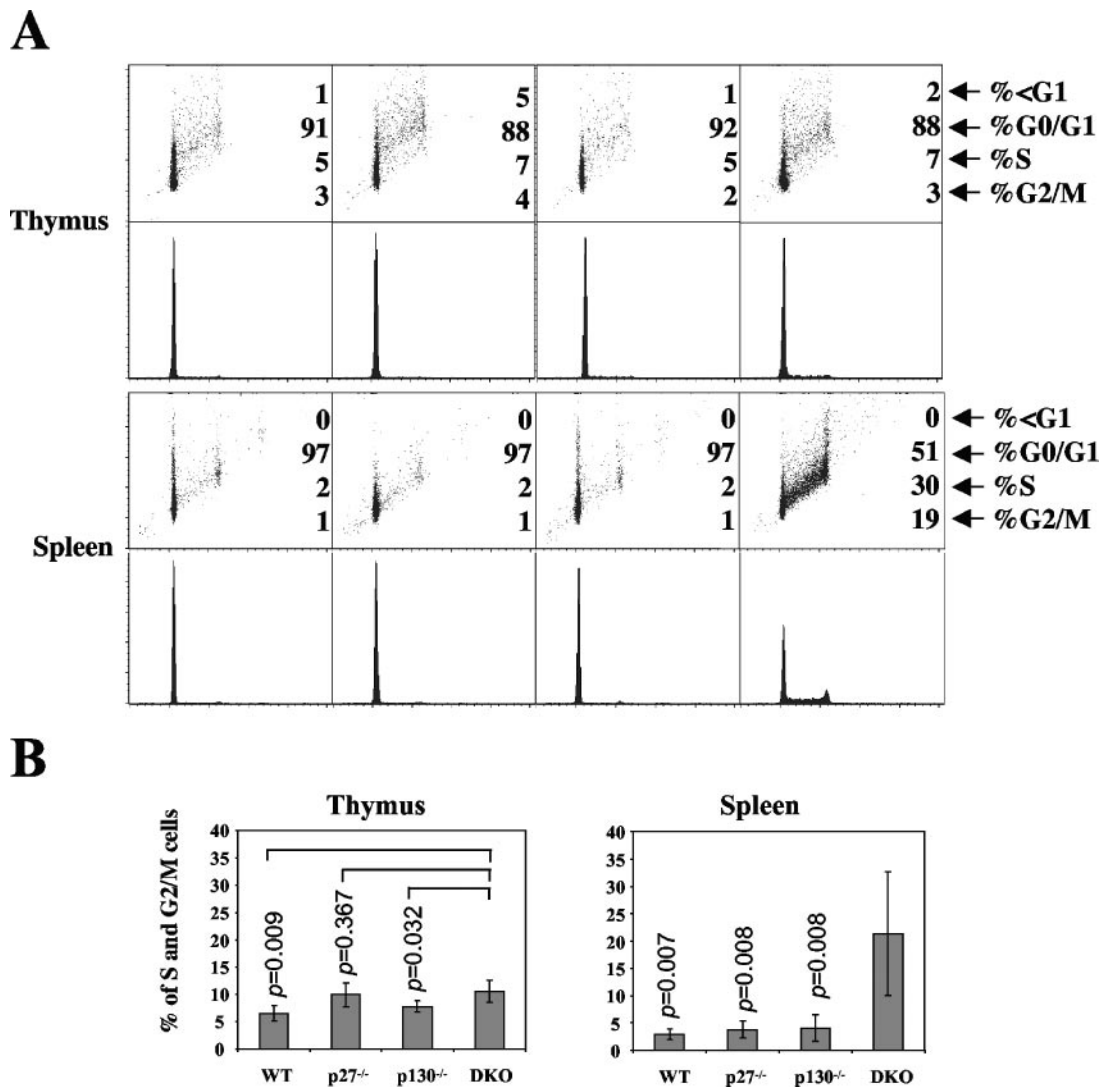 A
Thymus
1 5 1 2 %<G1
91 88 92 88 %G0/G1
5 7 5 7 %S
3 4 2 3 %G2/M
Spleen
0 0 0 0 %<G1
97 97 97 51 %G0/G1
2 2 2 30 %S
1 1 1 19 %G2/M
B
Thymus
% of S and G2/M cells
40
35
30
25
20
15
10
5
0
p=0.009
p=0.367
p=0.032
WT p27-/- p130-/- DKO
Spleen
40
35
30
25
20
15
10
5
0
p=0.007
p=0.008
p=0.008
WT p27-/- p130-/- DKO